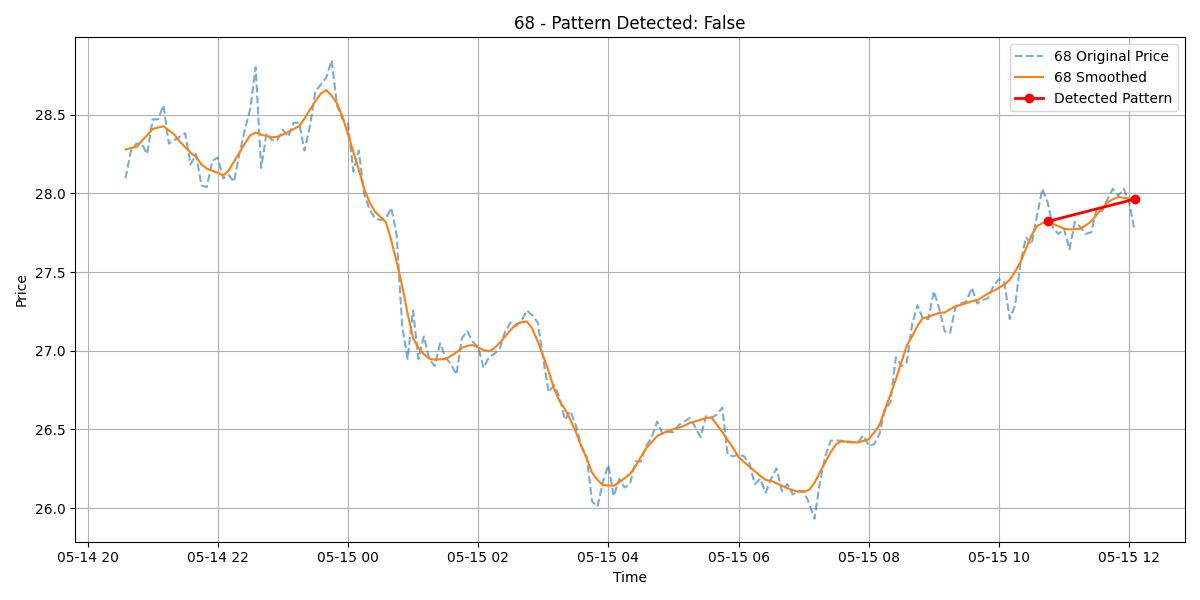 68 - Pattern Detected: False
68 Original Price
68 Smoothed
Detected Pattern
Price
28.5
28.0
27.5
27.0
26.5
26.0
05-14 20 05-14 22 05-15 00 05-15 02 05-15 04 05-15 06 05-15 08 05-15 10 05-15 12
Time